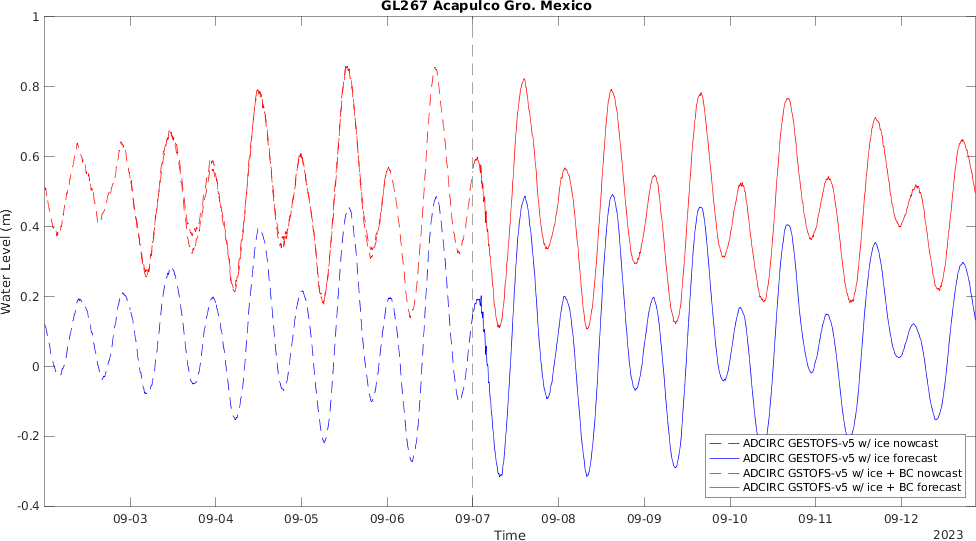 GL267 Acapulco Gro. Mexico
1
0.8
0.6
0.4
0.2
0
-0.2
-0.4
Water Level (m)
ADCIRC GESTOFS-v5 w/ ice nowcast
ADCIRC GESTOFS-v5 w/ ice forecast
ADCIRC GSTOFS-v5 w/ ice + BC nowcast
ADCIRC GSTOFS-v5 w/ ice + BC forecast
09-03 09-04 09-05 09-06 09-07 09-08 09-09 09-10 09-11 09-12
Time
2023